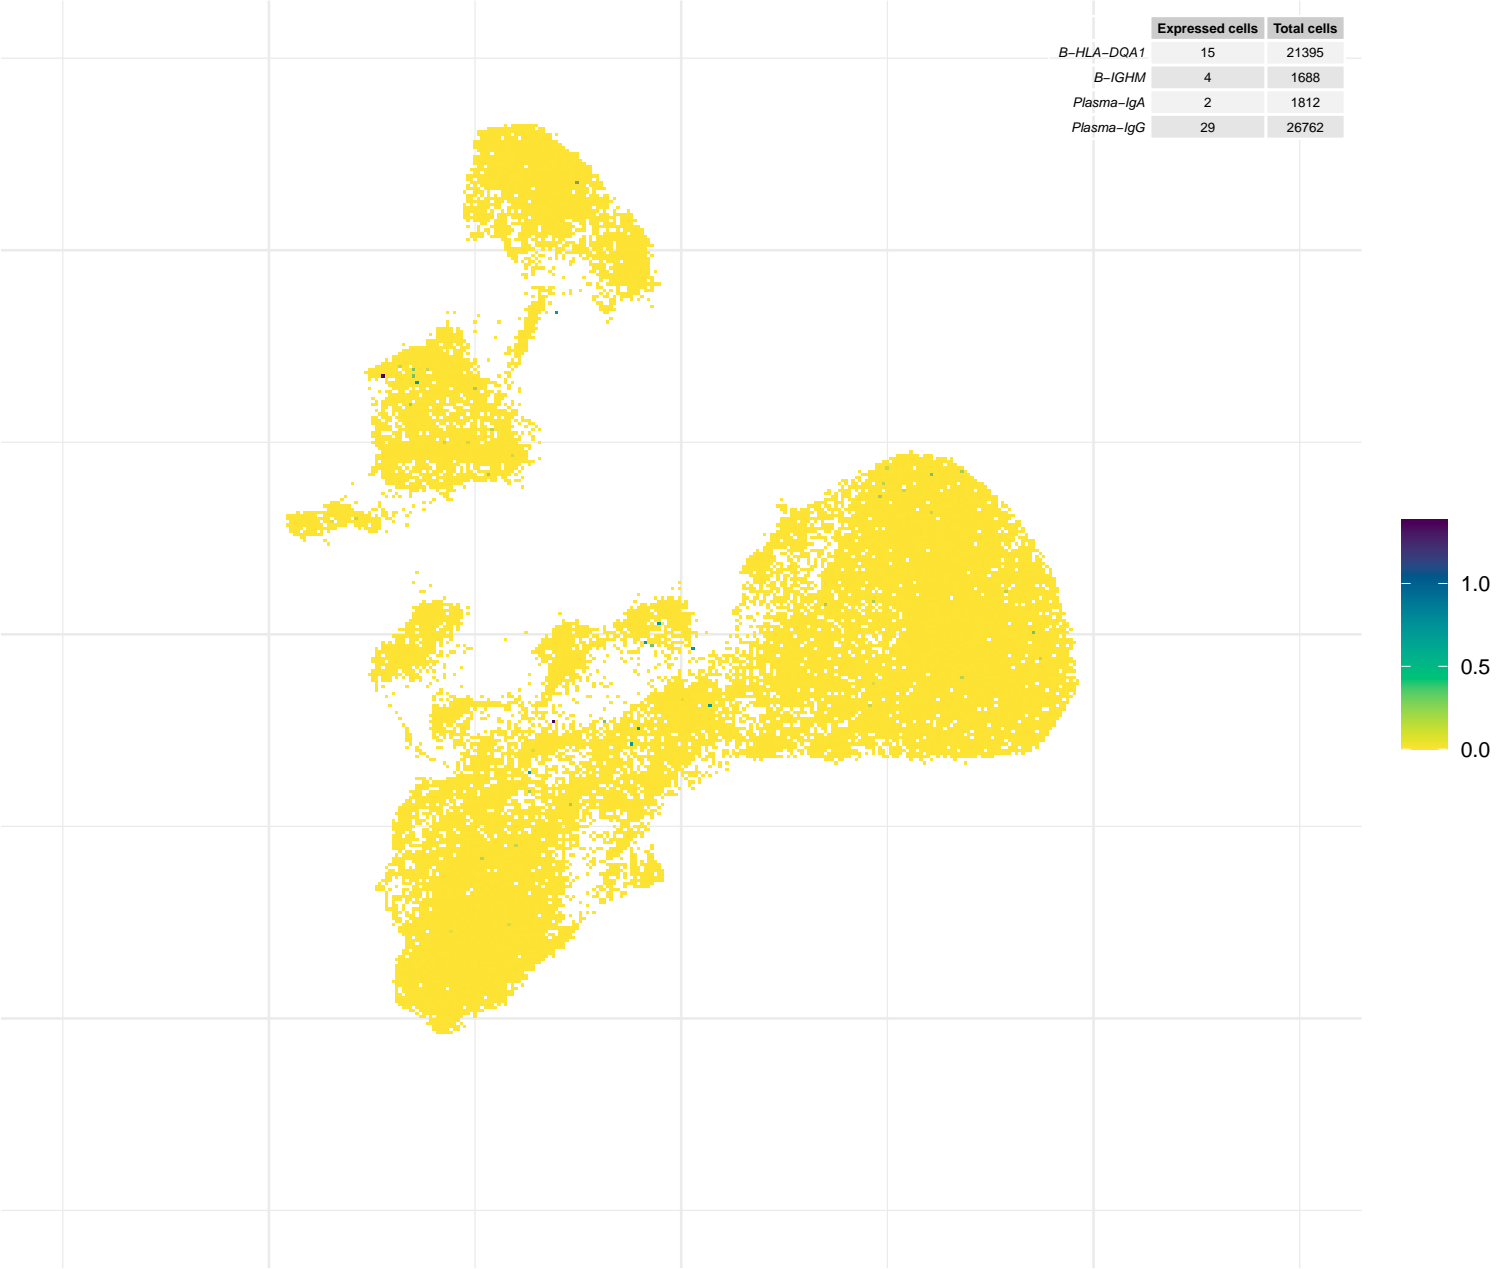 Expressed cells Total cells
B−HLA−DQA1 15 21395
B−IGHM 4 1688
Plasma−IgA 2 1812
Plasma−IgG 29 26762
1.0
0.5
0.0